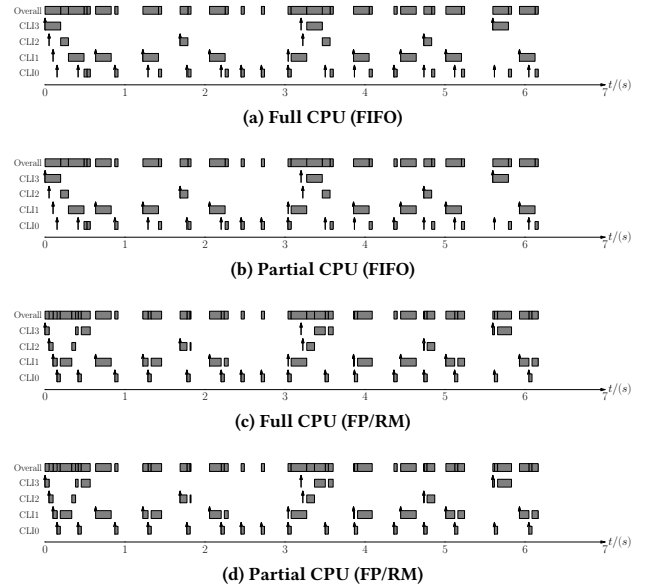 Overall
CLI3
CLI2
CLI1
CLI0
0 1 2 3 4 5 6 7 t/(s)
(a) Full CPU (FIFO)
Overall
CLI3
CLI2
CLI1
CLI0
0 1 2 3 4 5 6 7 t/(s)
(b) Partial CPU (FIFO)
Overall
CLI3
CLI2
CLI1
CLI0
0 1 2 3 4 5 6 7 t/(s)
(c) Full CPU (FP/RM)
Overall
CLI3
CLI2
CLI1
CLI0
0 1 2 3 4 5 6 7 t/(s)
(d) Partial CPU (FP/RM)